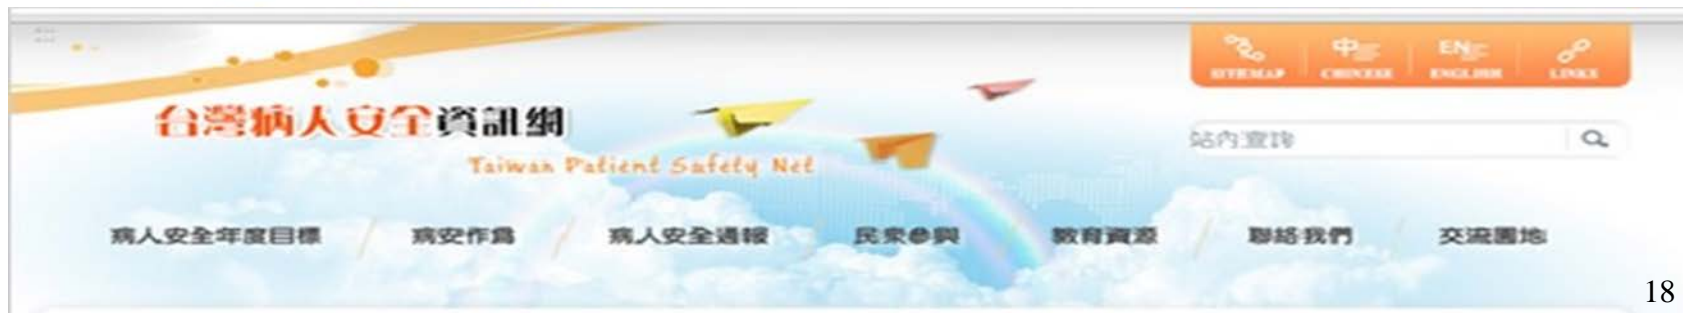 SITEMAP 中 CHINESE EN ENGLISH LINKS
台灣病人安全資訊網
站內查詢
Taiwan Patient Safety Net
病人安全年度目標 病安作為 病人安全通報 民眾參與 教育資源 聯絡我們 交流園地
18